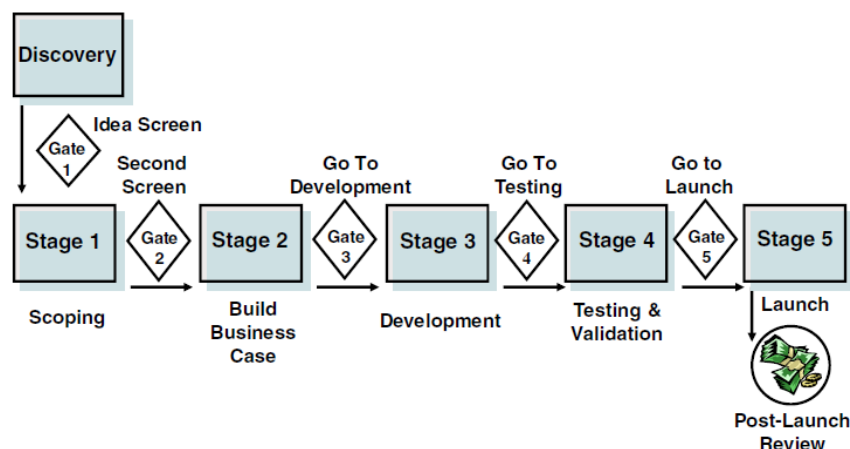 Discovery
Idea Screen
Gate
1
Second
Screen
Go To
Development
Go To
Testing
Go to
Launch
Stage 1
Gate
2
Stage 2
Gate
3
Stage 3
Gate
4
Stage 4
Gate
5
Stage 5
Scoping
Build
Business
Case
Development
Testing &
Validation
Launch
Post-Launch
Review